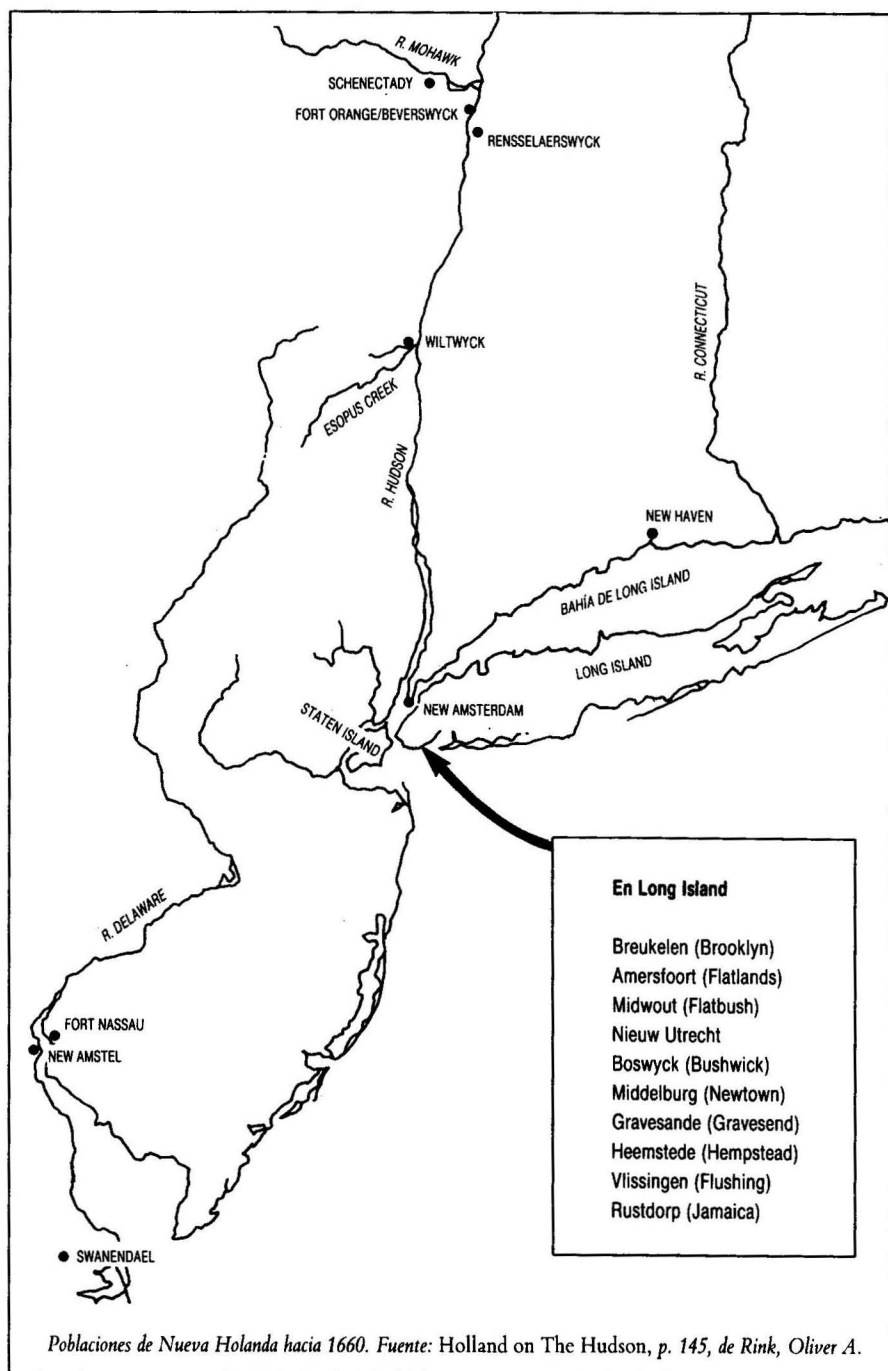 R. MOHAWK
SCHENECTADY
FORT ORANGE/BEVERSWYCK
RENSSELAERSWYCK
R. CONNECTICUT
WILTWYCK
ESOPUS CREEK
R. HUDSON
NEW HAVEN
BAHÍA DE LONG ISLAND
LONG ISLAND
NEW AMSTERDAM
STATEN ISLAND
R. DELAWARE
FORT NASSAU
NEW AMSTEL
SWANENDAEL
En Long Island
Breukelen (Brooklyn)
Amersfoort (Flatlands)
Midwout (Flatbush)
Nieuw Utrecht
Boswyck (Bushwick)
Middelburg (Newtown)
Gravesande (Gravesend)
Heemstede (Hempstead)
Vlissingen (Flushing)
Rustdorp (Jamaica)
Poblaciones de Nueva Holanda hacia 1660. Fuente: Holland on The Hudson, p. 145, de Rink, Oliver A.